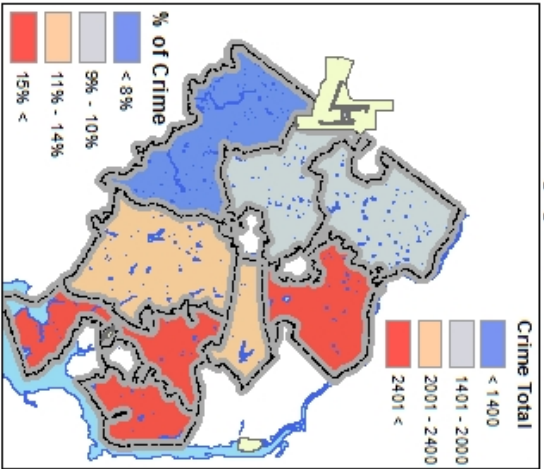 % of Crime
< 8%
9% - 10%
11% - 14%
15% <
Crime Total
< 1400
1401 - 2000
2001 - 2400
2401 <